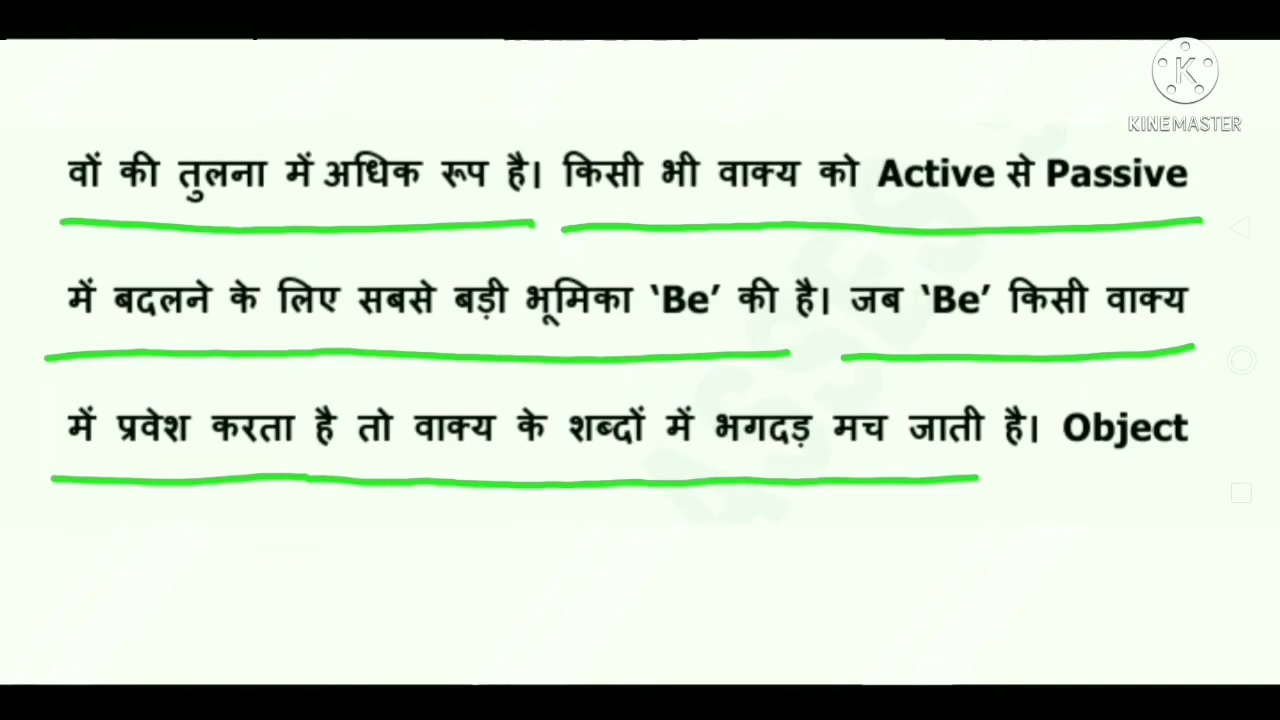 KINEMASTER
वों की तुलना में अधिक रूप है। किसी भी वाक्य को Active से Passive
में बदलने के लिए सबसे बड़ी भूमिका ‘Be’ की है। जब ‘Be’ किसी वाक्य
में प्रवेश करता है तो वाक्य के शब्दों में भगदड़ मच जाती है। Object